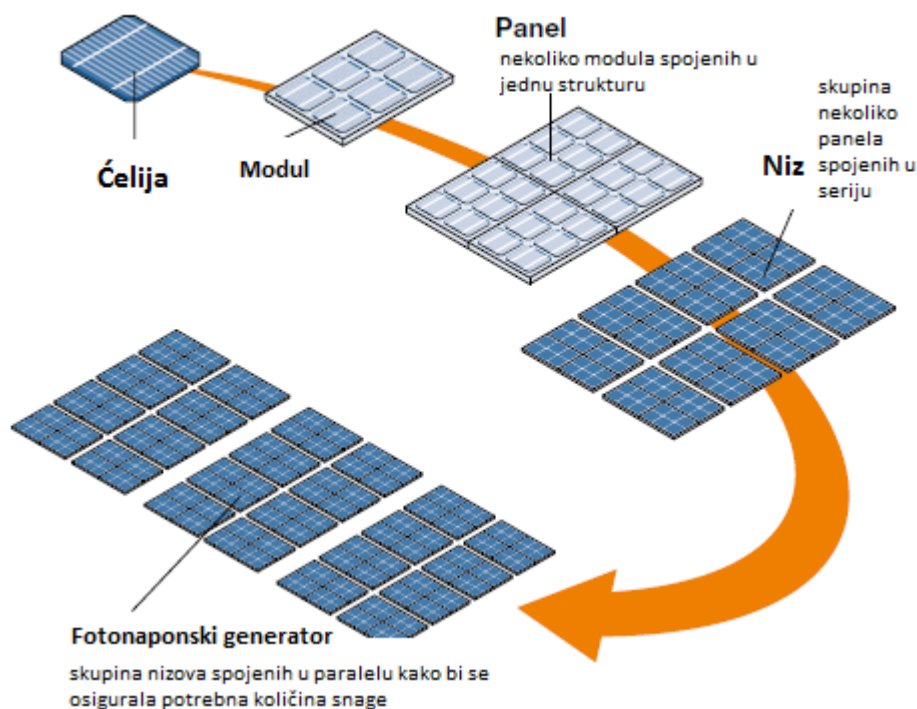 Panel
nekoliko modula spojenih u
jednu strukturu
skupina
nekoliko
panela
spojenih u
seriju
Niz
Modul
Ćelija
Fotonaponski generator
skupina nizova spojenih u paralelu kako bi se
osigurala potrebna količina snage